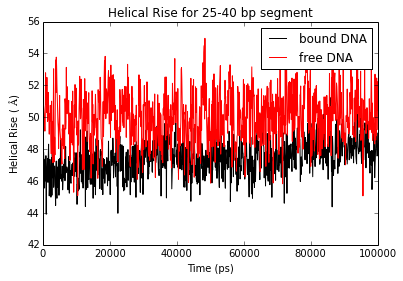 Helical Rise for 25-40 bp segment
56
54
52
50
48
46
44
42
Helical Rise ( Å)
bound DNA
free DNA
0
20000
40000
60000
80000
100000
Time (ps)